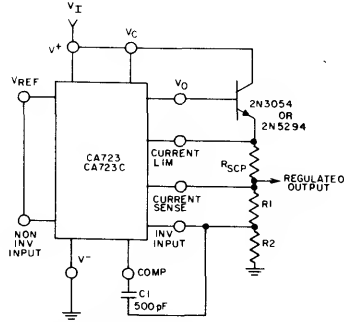 VI
V+
VC
VREF
VO
2N3054
OR
2N5294
CA723
CA723C
CURRENT
LIM
RSCP
REGULATED
OUTPUT
CURRENT
SENSE
R1
NON
INV
INPUT
INV
INPUT
R2
V-
COMP
C1
500pF